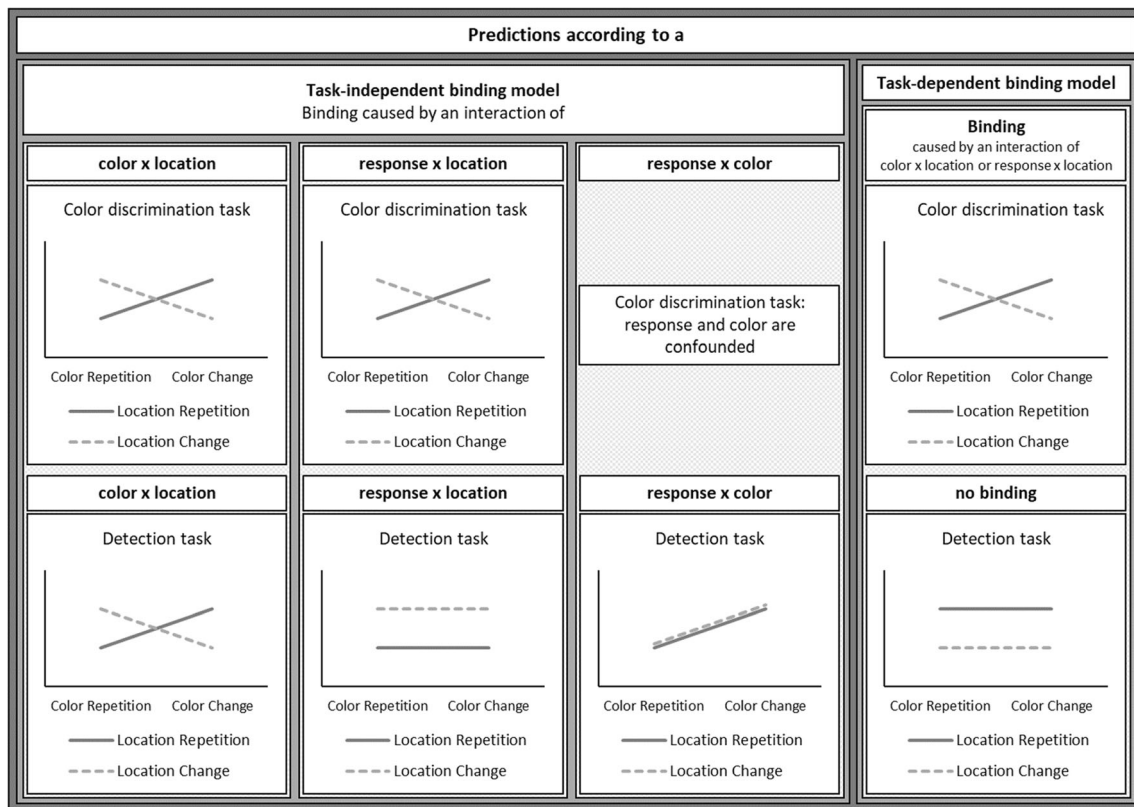 Predictions according to a
Task-independent binding model
Binding caused by an interaction of
color x location
Color discrimination task
Color Repetition Color Change
Location Repetition
Location Change
response x location
Color discrimination task
Color Repetition Color Change
Location Repetition
Location Change
response x color
Color discrimination task:
response and color are
confounded
color x location
Detection task
Color Repetition Color Change
Location Repetition
Location Change
response x location
Detection task
Color Repetition Color Change
Location Repetition
Location Change
response x color
Detection task
Color Repetition Color Change
Location Repetition
Location Change
Task-dependent binding model
Binding
caused by an interaction of
color x location or response x location
Color discrimination task
Color Repetition Color Change
Location Repetition
Location Change
no binding
Detection task
Color Repetition Color Change
Location Repetition
Location Change